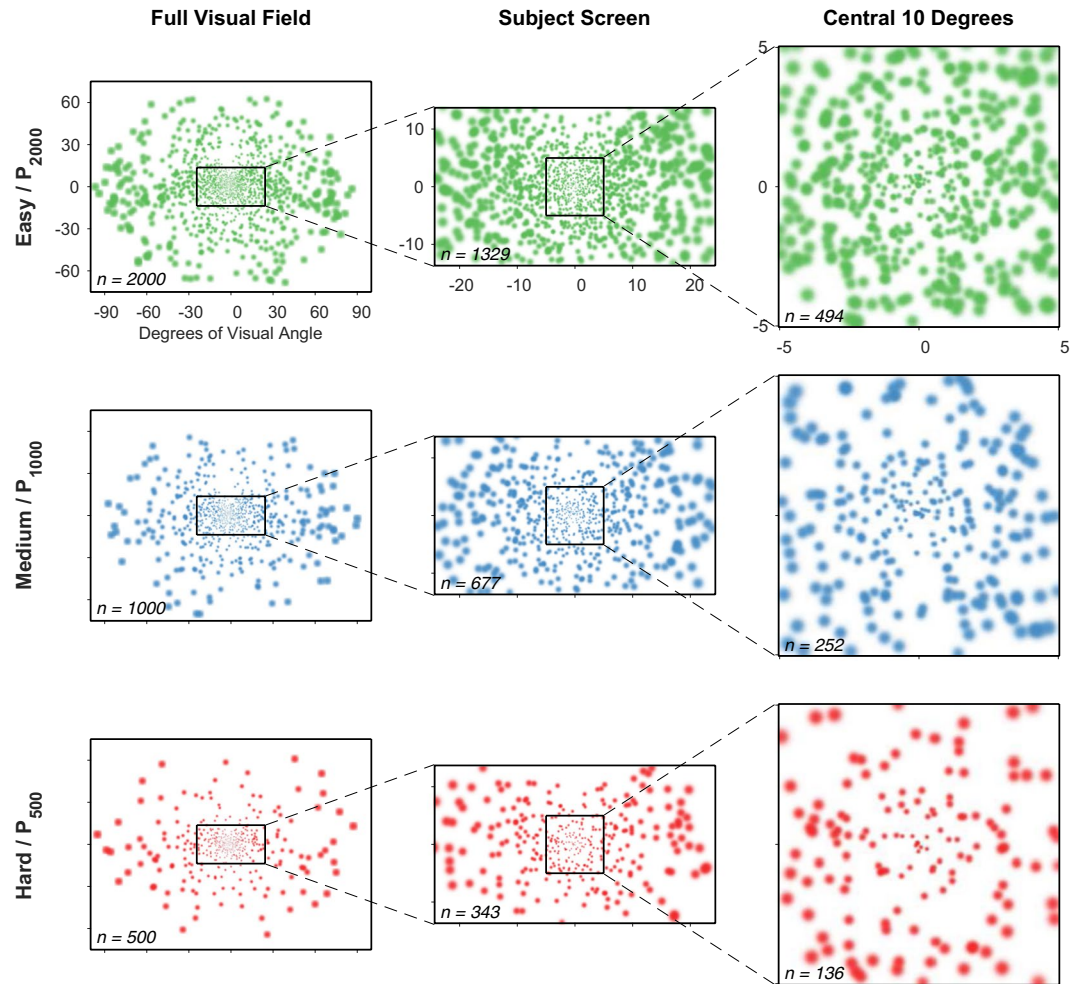 Full Visual Field
Subject Screen
Central 10 Degrees
Easy / P2000
60
30
0
-30
-60
n = 2000
-90 -60 -30 0 30 60 90
Degrees of Visual Angle
10
0
-10
n = 1329
-20 -10 0 10 20
5
0
-5
n = 494
-5 0 5
Medium / P1000
n = 1000
n = 677
n = 252
Hard / P500
n = 500
n = 343
n = 136